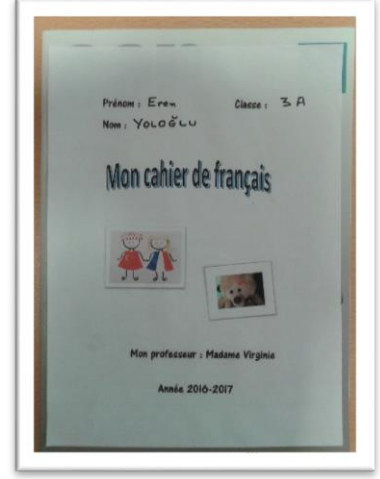 Prénom : Eren Classe : 3 A
Nom : YOLOĞLU
Mon cahier de français
Mon professeur : Madame Virginie
Année 2016-2017